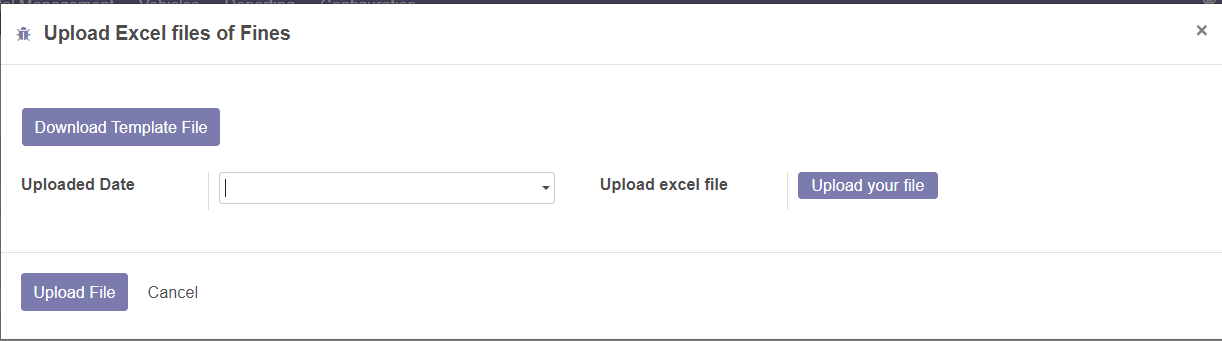 Upload Excel files of Fines
×
Download Template File
Uploaded Date
Upload excel file
Upload your file
Upload File
Cancel